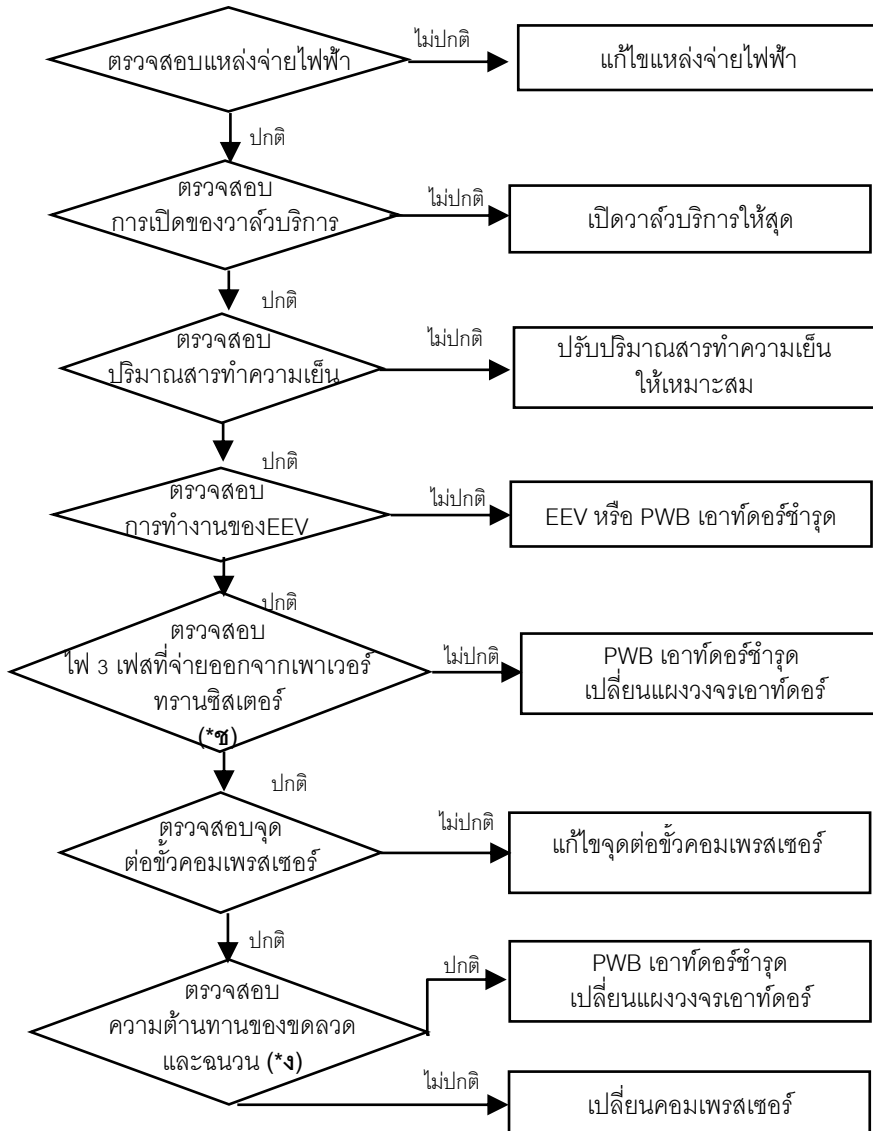 ตรวจสอบแหล่งจ่ายไฟฟ้า
ไม่ปกติ
แก้ไขแหล่งจ่ายไฟฟ้า
ปกติ
ตรวจสอบ
การเปิดของวาล์วบริการ
ไม่ปกติ
เปิดวาล์วบริการให้สุด
ปกติ
ตรวจสอบ
ปริมาณสารทำความเย็น
ไม่ปกติ
ปรับปริมาณสารทำความเย็น
ให้เหมาะสม
ปกติ
ตรวจสอบ
การทำงานของEEV
ไม่ปกติ
EEV หรือ PWB เอาท์ดอร์ชำรุด
ปกติ
ตรวจสอบ
ไฟ 3 เฟสที่จ่ายออกจากเพาเวอร์
ทรานซิสเตอร์
(*ช)
ไม่ปกติ
PWB เอาท์ดอร์ชำรุด
เปลี่ยนแผงวงจรเอาท์ดอร์
ปกติ
ตรวจสอบจุด
ต่อขั้วคอมเพรสเซอร์
ไม่ปกติ
แก้ไขจุดต่อขั้วคอมเพรสเซอร์
ปกติ
ตรวจสอบ
ความต้านทานของขดลวด
และฉนวน (*ง)
ปกติ
PWB เอาท์ดอร์ชำรุด
เปลี่ยนแผงวงจรเอาท์ดอร์
ไม่ปกติ
เปลี่ยนคอมเพรสเซอร์